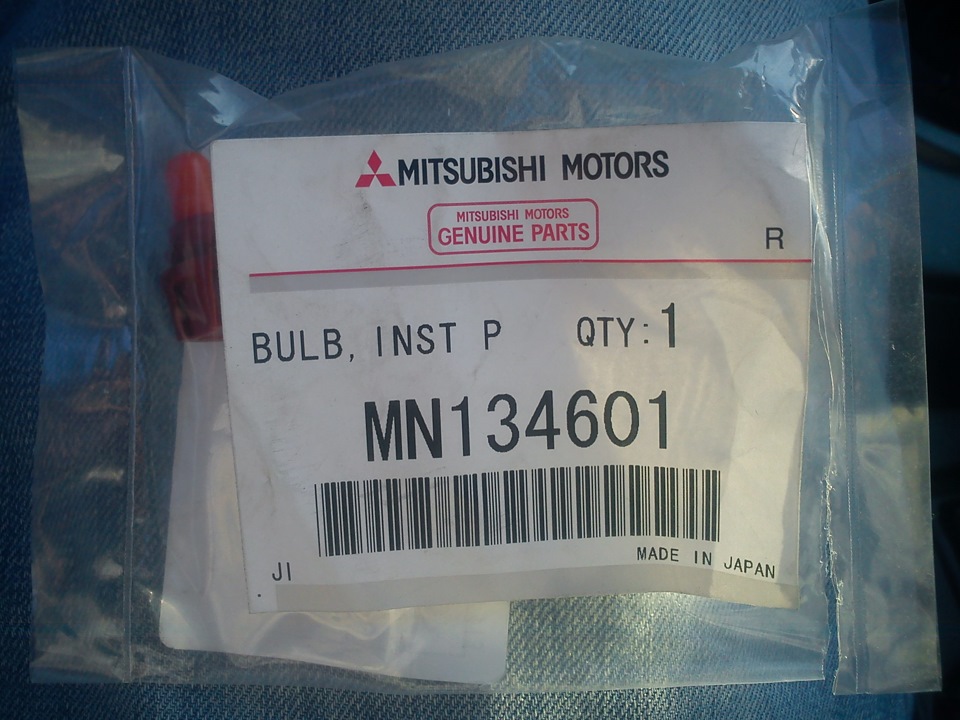 MITSUBISHI MOTORS
MITSUBISHI MOTORS
GENUINE PARTS
R
BULB, INST P QTY: 1
MN134601
JI MADE IN JAPAN